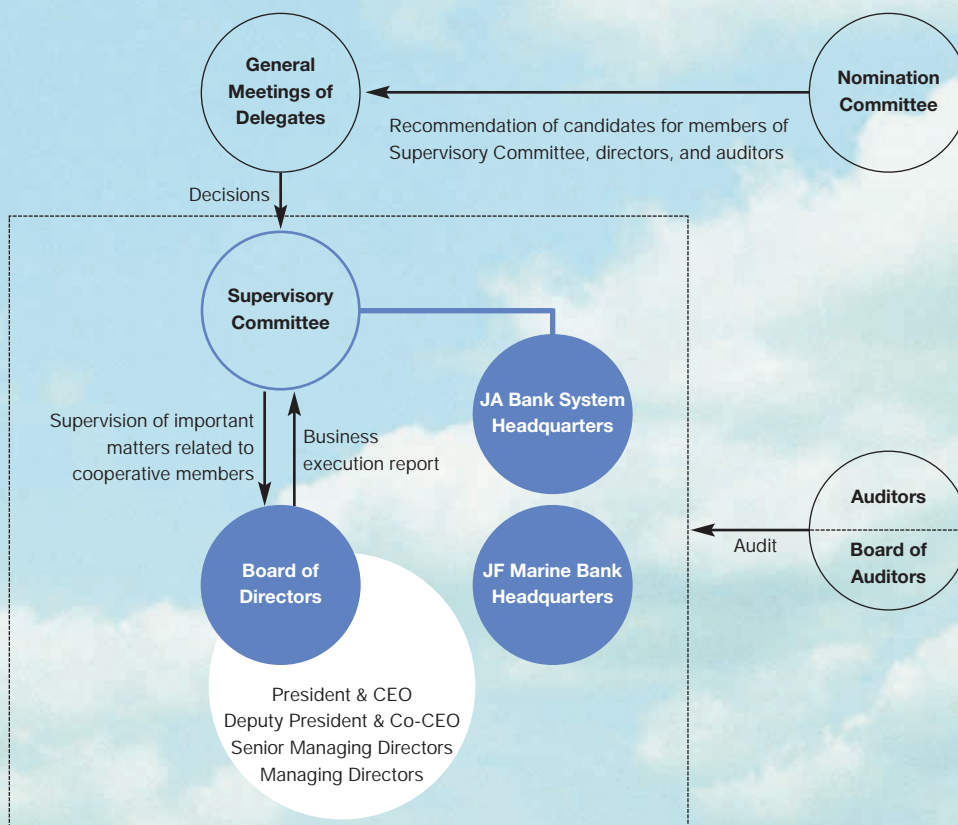 General
Meetings of
Delegates
Nomination
Committee
Recommendation of candidates for members of
Supervisory Committee, directors, and auditors
Decisions
Supervisory
Committee
JA Bank System
Headquarters
Supervision of important
matters related to
cooperative members
Business
execution report
Auditors
Board of
Auditors
Audit
Board of
Directors
JF Marine Bank
Headquarters
President & CEO
Deputy President & Co-CEO
Senior Managing Directors
Managing Directors